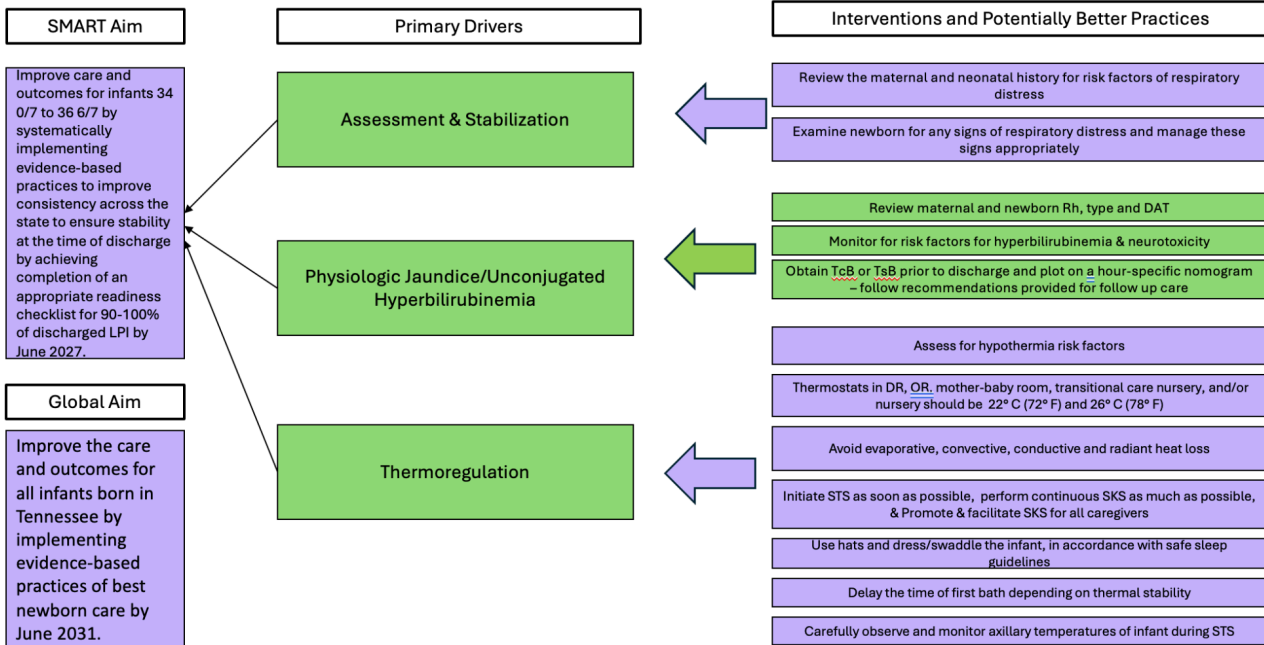 SMART Aim
Improve care and
outcomes for infants 34
0/7 to 36 6/7 by
systematically
implementing
evidence-based
practices to improve
consistency across the
state to ensure stability
at the time of discharge
by achieving
completion of an
appropriate readiness
checklist for 90-100%
of discharged LPI by
June 2027.
Global Aim
Improve the care
and outcomes for
all infants born in
Tennessee by
implementing
evidence-based
practices of best
newborn care by
June 2031.
Primary Drivers
Assessment & Stabilization
Physiologic Jaundice/Unconjugated
Hyperbilirubinemia
Thermoregulation
Interventions and Potentially Better Practices
Review the maternal and neonatal history for risk factors of respiratory
distress
Examine newborn for any signs of respiratory distress and manage these
signs appropriately
Review maternal and newborn Rh, type and DAT
Monitor for risk factors for hyperbilirubinemia & neurotoxicity
Obtain TcB or TsB prior to discharge and plot on a hour-specific nomogram
– follow recommendations provided for follow up care
Assess for hypothermia risk factors
Thermostats in DR, OR. mother-baby room, transitional care nursery, and/or
nursery should be 22° C (72° F) and 26° C (78° F)
Avoid evaporative, convective, conductive and radiant heat loss
Initiate STS as soon as possible, perform continuous SKS as much as possible,
& Promote & facilitate SKS for all caregivers
Use hats and dress/swaddle the infant, in accordance with safe sleep
guidelines
Delay the time of first bath depending on thermal stability
Carefully observe and monitor axillary temperatures of infant during STS